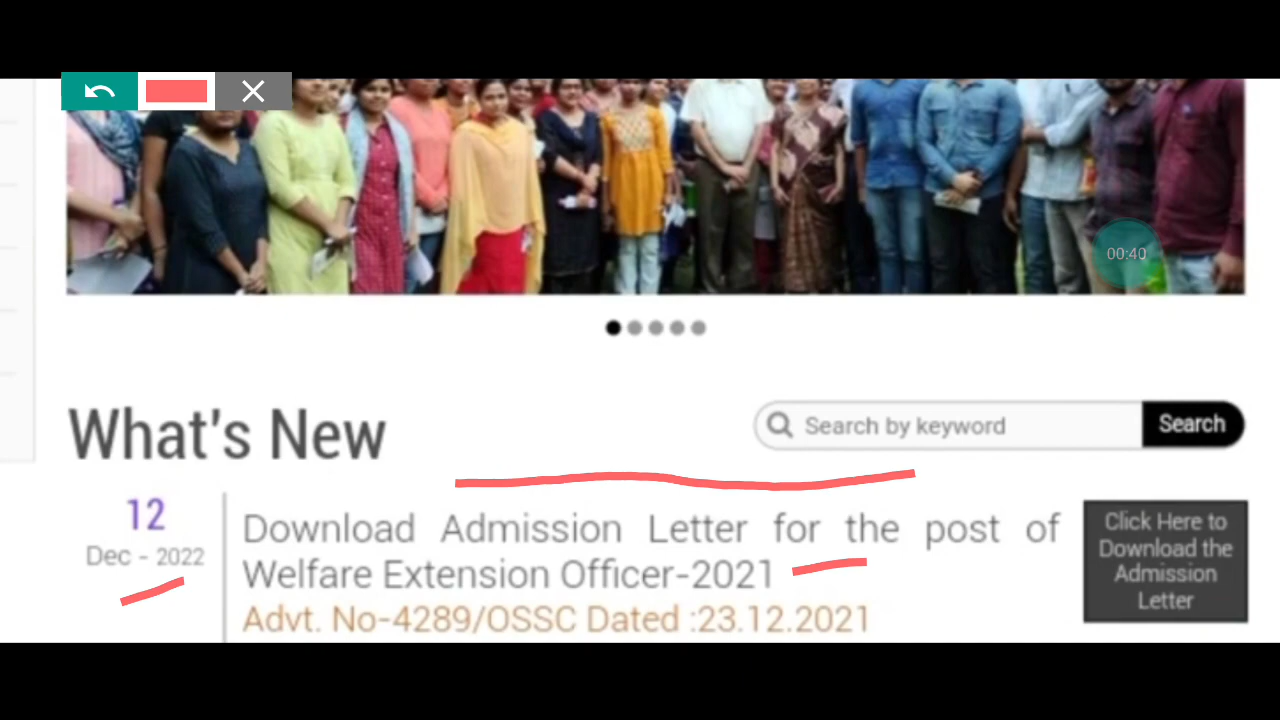 00:40
What's New
Search by keyword
Search
12
Dec - 2022
Download Admission Letter for the post of
Welfare Extension Officer-2021
Advt. No-4289/OSSC Dated :23.12.2021
Click Here to
Download the
Admission
Letter